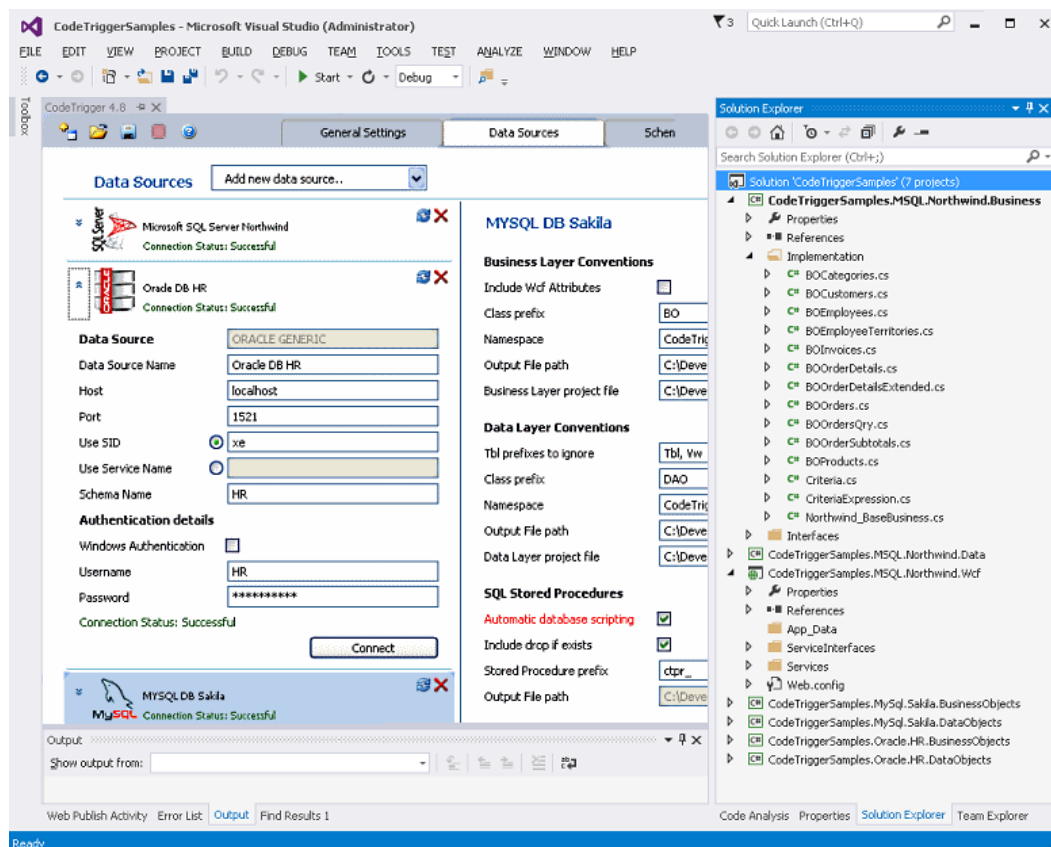 CodeTriggerSamples - Microsoft Visual Studio (Administrator)
3
Quick Launch (Ctrl+Q)
FILE EDIT VIEW PROJECT BUILD DEBUG TEAM TOOLS TEST ANALYZE WINDOW HELP
Start Debug
Toolbox
CodeTrigger 4.8
General Settings Data Sources Schen
Data Sources
Add new data source..
SQL Server
Microsoft SQL Server Northwind
Connection Status: Successful
ORACLE
Oracle DB HR
Connection Status: Successful
Data Source ORACLE GENERIC
Data Source Name Oracle DB HR
Host localhost
Port 1521
Use SID xe
Use Service Name
Schema Name HR
Authentication details
Windows Authentication
Username HR
Password **********
Connection Status: Successful
Connect
MySQL
MYSQL DB Sakila
Connection Status: Successful
MYSQL DB Sakila
Business Layer Conventions
Include Wcf Attributes
Class prefix BO
Namespace CodeTrig
Output File path C:\Deve
Business Layer project file C:\Deve
Data Layer Conventions
Tbl prefixes to ignore Tbl, Vw
Class prefix DAO
Namespace CodeTrig
Output File path C:\Deve
Data Layer project file C:\Deve
SQL Stored Procedures
Automatic database scripting
Include drop if exists
Stored Procedure prefix ctpr_
Output File path C:\Deve
Output
Show output from:
Web Publish Activity Error List Output Find Results 1
Solution Explorer
Search Solution Explorer (Ctrl+;)
Solution 'CodeTriggerSamples' (7 projects)
CodeTriggerSamples.MSQL.Northwind.Business
Properties
References
Implementation
C# BOCategories.cs
C# BOCustomers.cs
C# BOEmployees.cs
C# BOEmployeeTerritories.cs
C# BOInvoices.cs
C# BOOrderDetails.cs
C# BOOrderDetailsExtended.cs
C# BOOrders.cs
C# BOOrdersQry.cs
C# BOOrderSubtotals.cs
C# BOProducts.cs
C# Criteria.cs
C# CriteriaExpression.cs
C# Northwind_BaseBusiness.cs
Interfaces
C# CodeTriggerSamples.MSQL.Northwind.Data
CodeTriggerSamples.MSQL.Northwind.Wcf
Properties
References
App_Data
ServiceInterfaces
Services
Web.config
C# CodeTriggerSamples.MySql.Sakila.BusinessObjects
C# CodeTriggerSamples.MySql.Sakila.DataObjects
C# CodeTriggerSamples.Oracle.HR.BusinessObjects
C# CodeTriggerSamples.Oracle.HR.DataObjects
Code Analysis Properties Solution Explorer Team Explorer
Ready